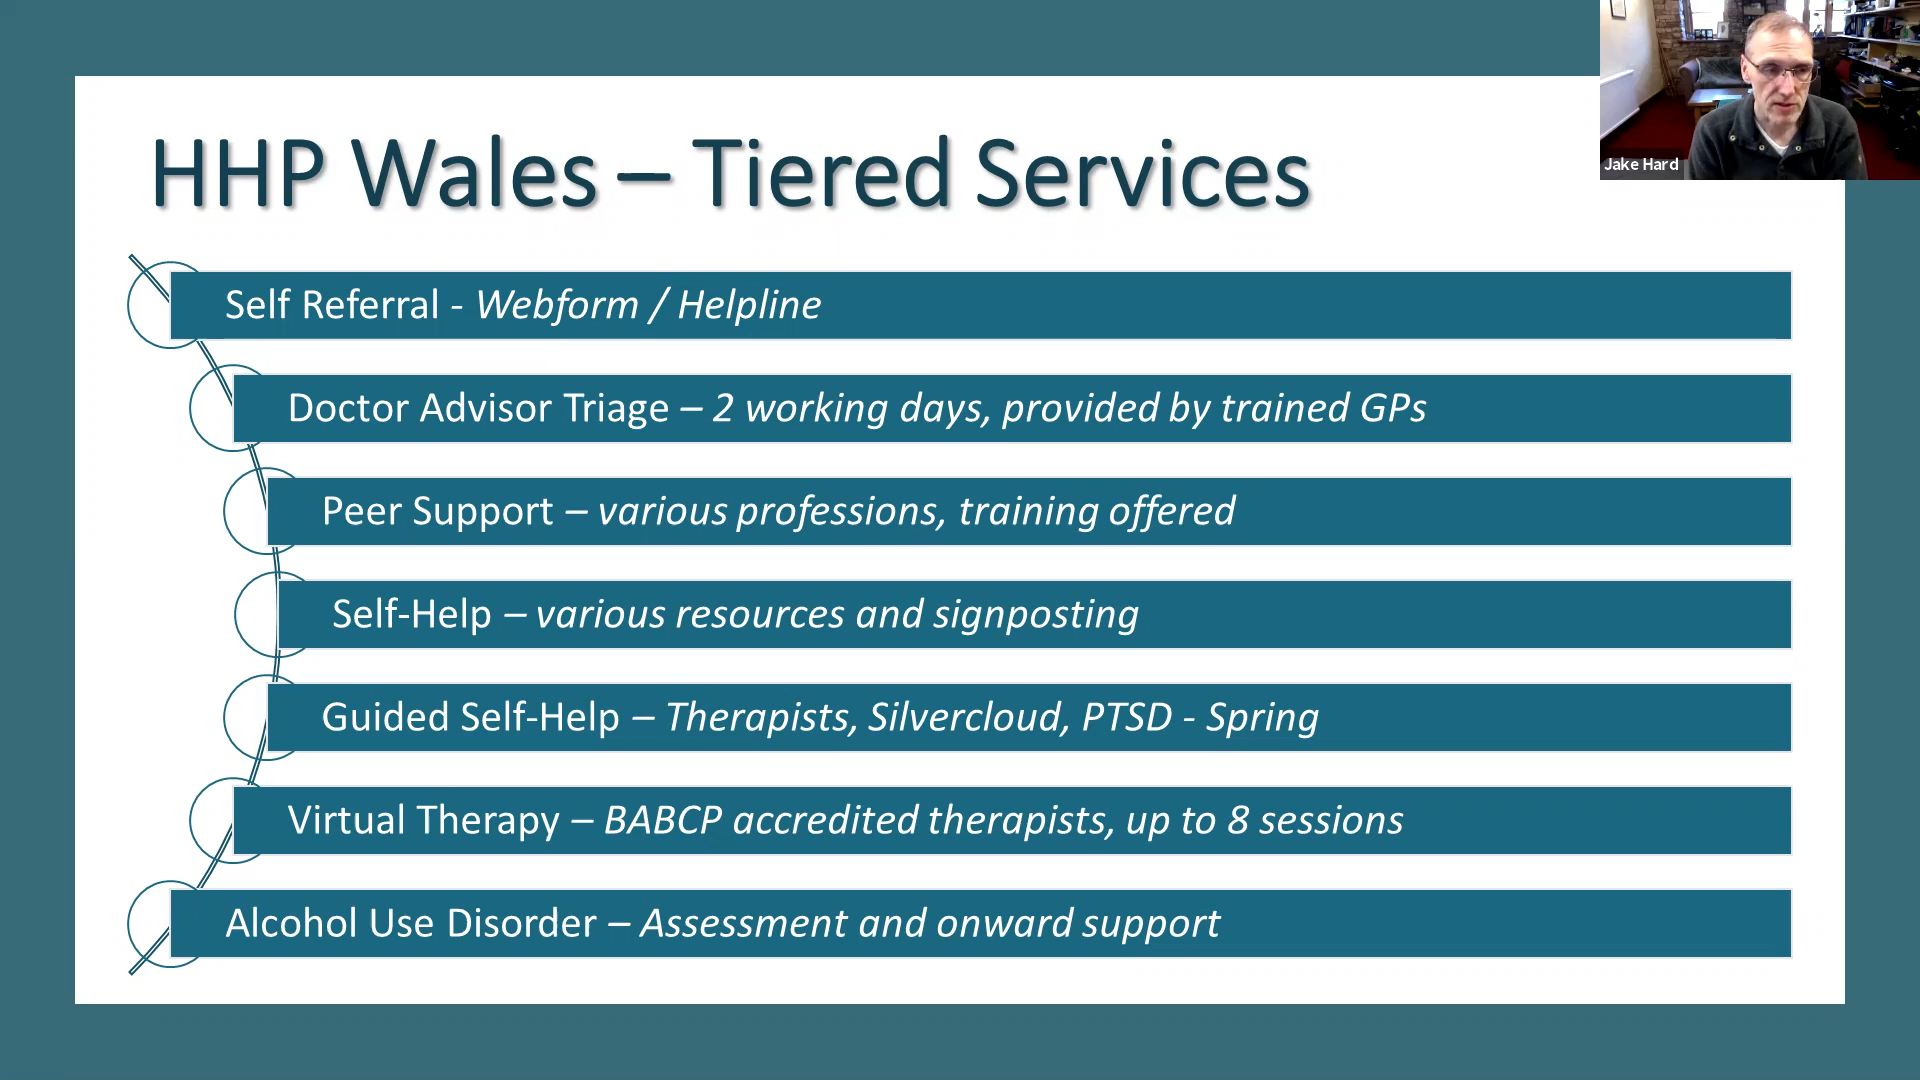 HHP Wales – Tiered Services
Jake Hard
Self Referral - Webform / Helpline
Doctor Advisor Triage – 2 working days, provided by trained GPs
Peer Support – various professions, training offered
Self-Help – various resources and signposting
Guided Self-Help – Therapists, Silvercloud, PTSD - Spring
Virtual Therapy – BABCP accredited therapists, up to 8 sessions
Alcohol Use Disorder – Assessment and onward support